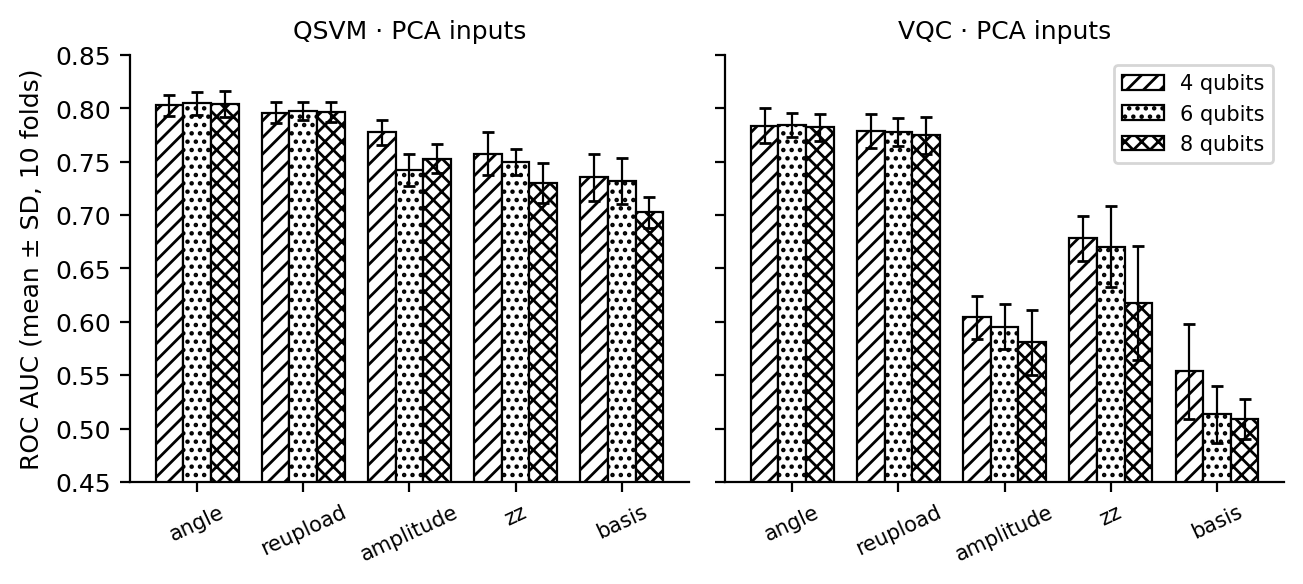 QSVM · PCA inputs
VQC · PCA inputs
ROC AUC (mean ± SD, 10 folds)
0.85
0.80
0.75
0.70
0.65
0.60
0.55
0.50
0.45
4 qubits
6 qubits
8 qubits
angle
reupload
amplitude
zz
basis
angle
reupload
amplitude
zz
basis